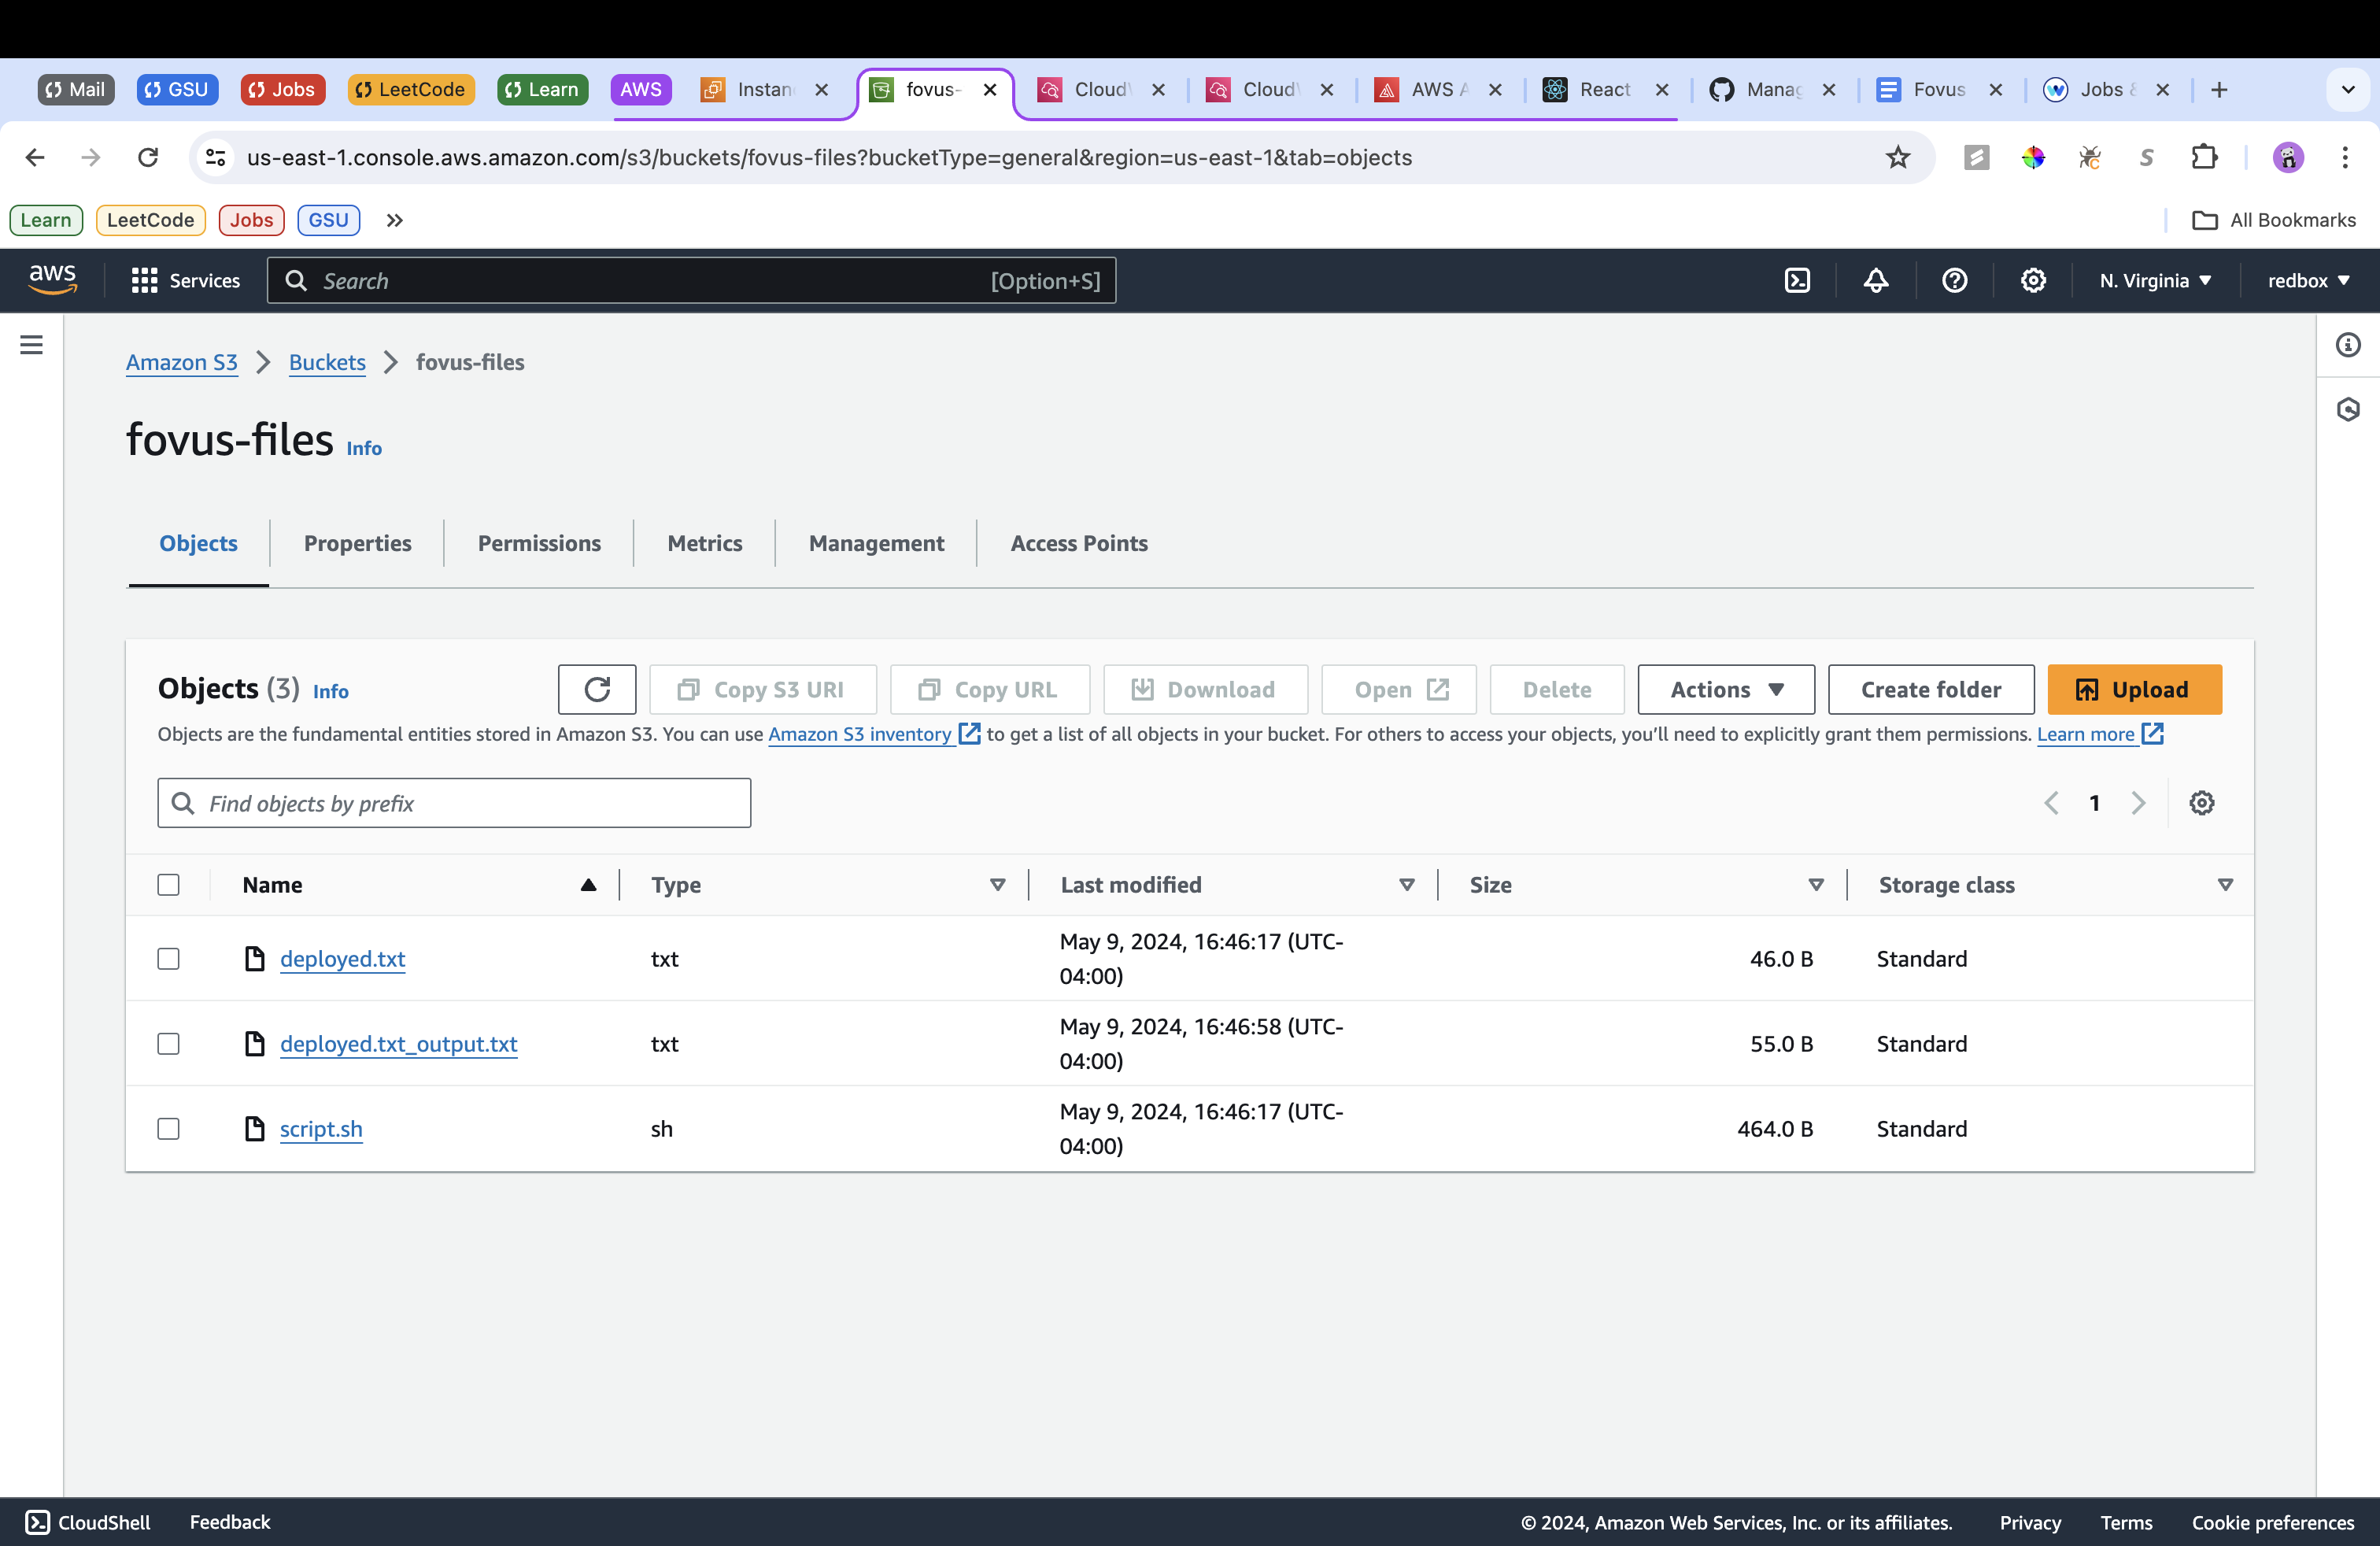 Mail GSU Jobs LeetCode Learn AWS Instan fovus- Cloud Cloud AWS A React Manag Fovus Jobs &
us-east-1.console.aws.amazon.com/s3/buckets/fovus-files?bucketType=general&region=us-east-1&tab=objects
Learn LeetCode Jobs GSU All Bookmarks
aws Services Search [Option+S] N. Virginia redbox
Amazon S3 Buckets fovus-files
fovus-files Info
Objects Properties Permissions Metrics Management Access Points
Objects (3) Info Copy S3 URI Copy URL Download Open Delete Actions Create folder Upload
Objects are the fundamental entities stored in Amazon S3. You can use Amazon S3 inventory to get a list of all objects in your bucket. For others to access your objects, you’ll need to explicitly grant them permissions. Learn more
Find objects by prefix 1
Name Type Last modified Size Storage class
deployed.txt txt May 9, 2024, 16:46:17 (UTC- 46.0 B Standard
04:00)
deployed.txt_output.txt txt May 9, 2024, 16:46:58 (UTC- 55.0 B Standard
04:00)
script.sh sh May 9, 2024, 16:46:17 (UTC- 464.0 B Standard
04:00)
CloudShell Feedback © 2024, Amazon Web Services, Inc. or its affiliates. Privacy Terms Cookie preferences